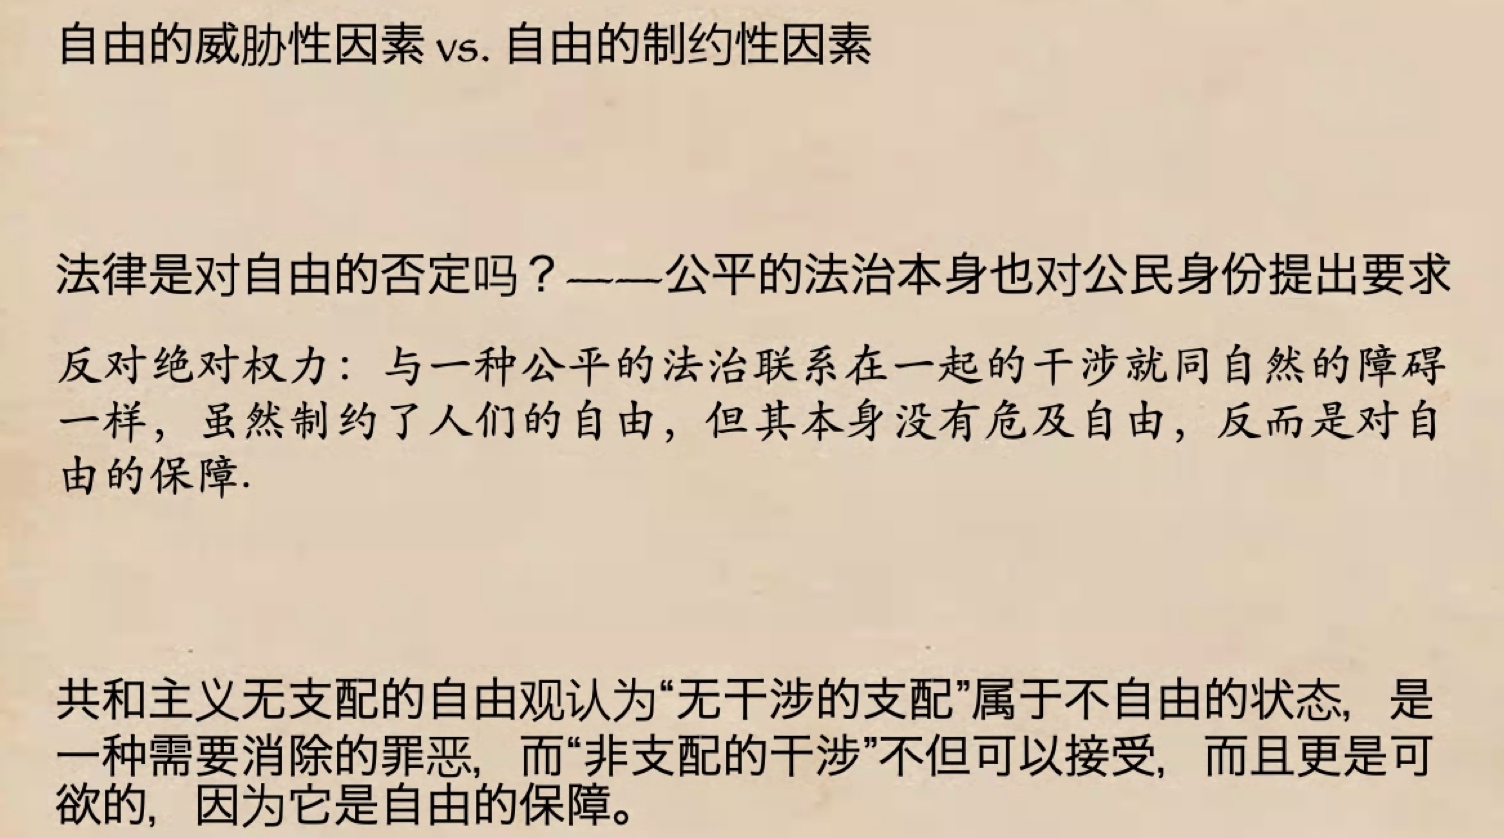 自由的威胁性因素 vs. 自由的制约性因素
法律是对自由的否定吗？——公平的法治本身也对公民身份提出要求
反对绝对权力：与一种公平的法治联系在一起的干涉就同自然的障碍
一样，虽然制约了人们的自由，但其本身没有危及自由，反而是对自
由的保障.
共和主义无支配的自由观认为“无干涉的支配”属于不自由的状态，是
一种需要消除的罪恶，而“非支配的干涉”不但可以接受，而且更是可
欲的，因为它是自由的保障。